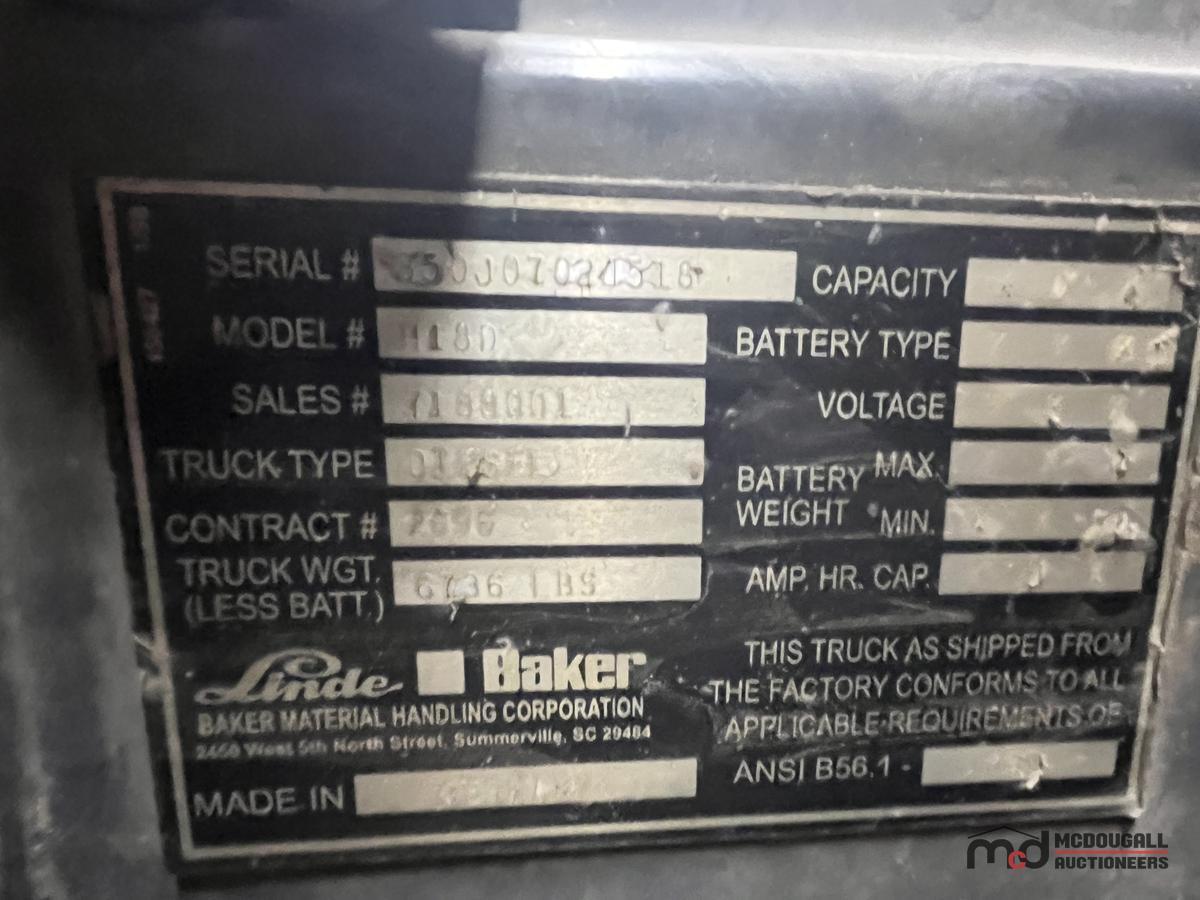 SERIAL # 350J07024518
MODEL # H18D
SALES #
TRUCK TYPE
CONTRACT #
TRUCK WGT. (LESS BATT.) 6736 LBS
Linde Baker
BAKER MATERIAL HANDLING CORPORATION
2450 West 5th North Street, Summerville, SC 29484
MADE IN
CAPACITY
BATTERY TYPE
VOLTAGE
BATTERY WEIGHT MAX.
MIN.
AMP. HR. CAP.
THIS TRUCK AS SHIPPED FROM
THE FACTORY CONFORMS TO ALL
APPLICABLE REQUIREMENTS OF
ANSI B56.1 -
mcd MCDOUGALL
AUCTIONEERS